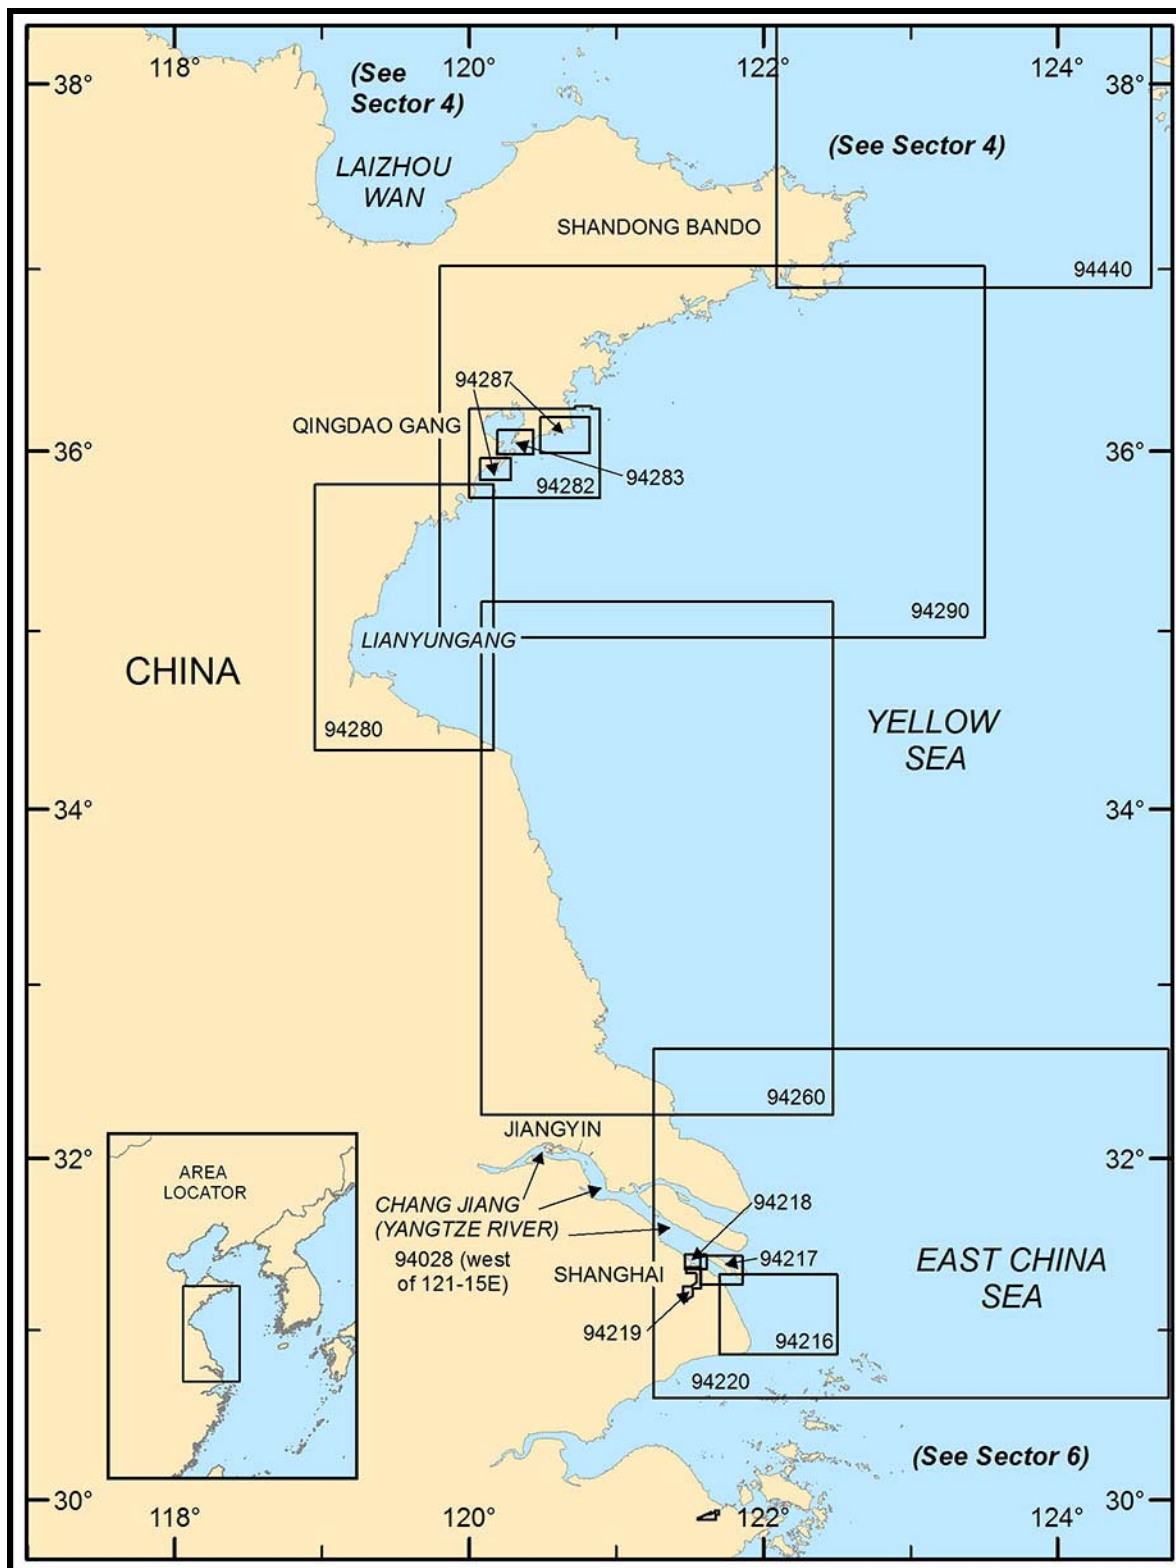 118°
120°
122°
124°
38°
38°
(See
Sector 4)
(See Sector 4)
LAIZHOU
WAN
SHANDONG BANDO
94440
94287
QINGDAO GANG
36°
36°
94283
94282
94290
LIANYUNGANG
CHINA
94280
YELLOW
SEA
34°
34°
94260
JIANGYIN
32°
32°
AREA
LOCATOR
CHANG JIANG
(YANGTZE RIVER)
94028 (west
of 121-15E)
94218
94217
SHANGHAI
EAST CHINA
SEA
94219
94216
94220
(See Sector 6)
30°
30°
118°
120°
122°
124°